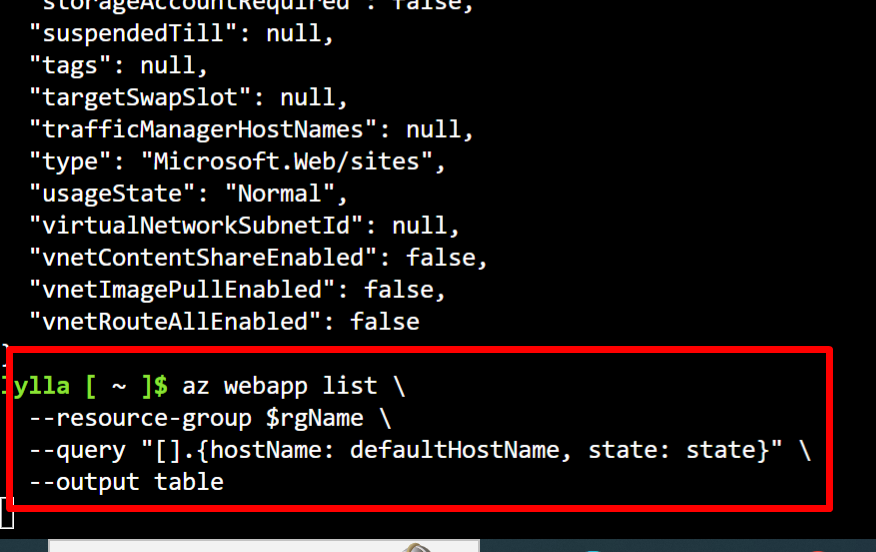 "storageAccountRequired": false,
"suspendedTill": null,
"tags": null,
"targetSwapSlot": null,
"trafficManagerHostNames": null,
"type": "Microsoft.Web/sites",
"usageState": "Normal",
"virtualNetworkSubnetId": null,
"vnetContentShareEnabled": false,
"vnetImagePullEnabled": false,
"vnetRouteAllEnabled": false
}
ylla [ ~ ]$ az webapp list \
--resource-group $rgName \
--query "[].{hostName: defaultHostName, state: state}" \
--output table